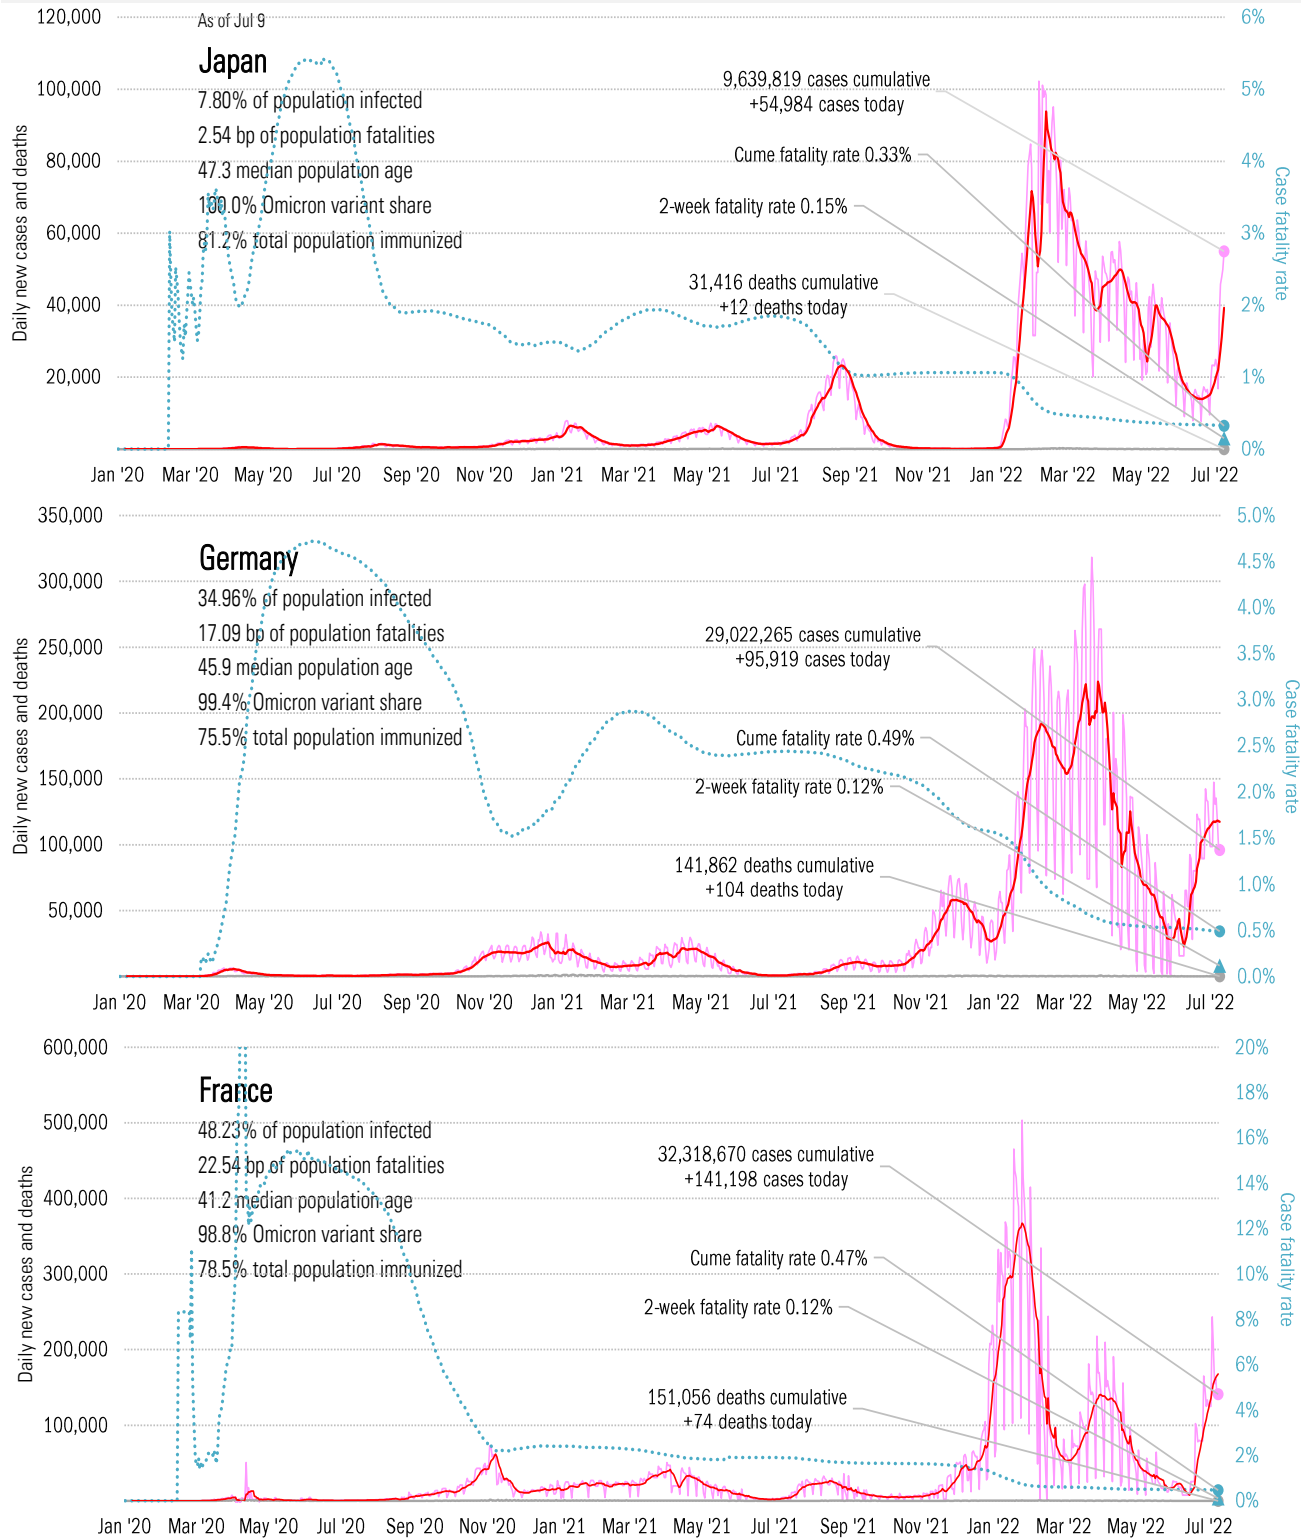 As of Jul 9
Japan
7.80% of population infected
2.54 bp of population fatalities
47.3 median population age
100.0% Omicron variant share
81.2% total population immunized
9,639,819 cases cumulative
+54,984 cases today
Cume fatality rate 0.33%
2-week fatality rate 0.15%
31,416 deaths cumulative
+12 deaths today
Daily new cases and deaths
120,000
100,000
80,000
60,000
40,000
20,000
6%
5%
4%
3%
2%
1%
0%
Case fatality rate
Jan '20 Mar '20 May '20 Jul '20 Sep '20 Nov '20 Jan '21 Mar '21 May '21 Jul '21 Sep '21 Nov '21 Jan '22 Mar '22 May '22 Jul '22
Germany
34.96% of population infected
17.09 bp of population fatalities
45.9 median population age
99.4% Omicron variant share
75.5% total population immunized
29,022,265 cases cumulative
+95,919 cases today
Cume fatality rate 0.49%
2-week fatality rate 0.12%
141,862 deaths cumulative
+104 deaths today
Daily new cases and deaths
350,000
300,000
250,000
200,000
150,000
100,000
50,000
5.0%
4.5%
4.0%
3.5%
3.0%
2.5%
2.0%
1.5%
1.0%
0.5%
0.0%
Case fatality rate
Jan '20 Mar '20 May '20 Jul '20 Sep '20 Nov '20 Jan '21 Mar '21 May '21 Jul '21 Sep '21 Nov '21 Jan '22 Mar '22 May '22 Jul '22
France
48.23% of population infected
22.54 bp of population fatalities
41.2 median population age
98.8% Omicron variant share
78.5% total population immunized
32,318,670 cases cumulative
+141,198 cases today
Cume fatality rate 0.47%
2-week fatality rate 0.12%
151,056 deaths cumulative
+74 deaths today
Daily new cases and deaths
600,000
500,000
400,000
300,000
200,000
100,000
20%
18%
16%
14%
12%
10%
8%
6%
4%
2%
0%
Case fatality rate
Jan '20 Mar '20 May '20 Jul '20 Sep '20 Nov '20 Jan '21 Mar '21 May '21 Jul '21 Sep '21 Nov '21 Jan '22 Mar '22 May '22 Jul '22